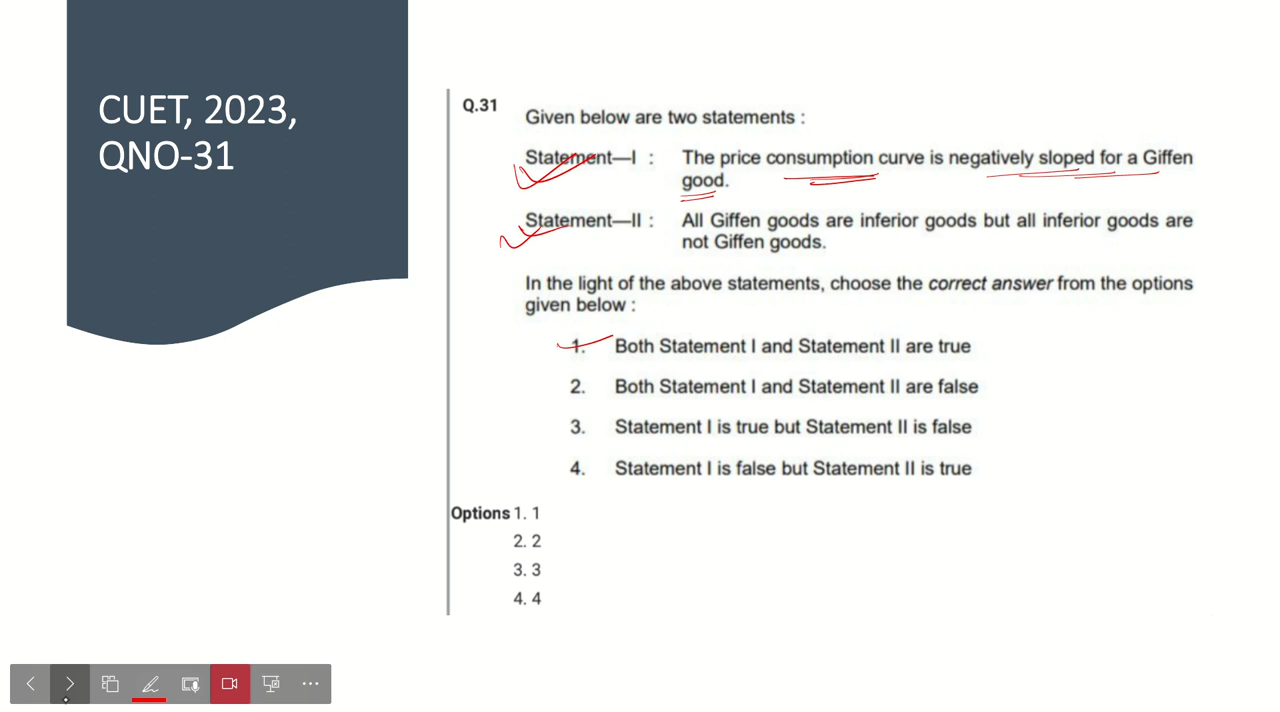 CUET, 2023,
QNO-31
Q.31
Given below are two statements :
Statement—I : The price consumption curve is negatively sloped for a Giffen
good.
Statement—II : All Giffen goods are inferior goods but all inferior goods are
not Giffen goods.
In the light of the above statements, choose the correct answer from the options
given below :
1. Both Statement I and Statement II are true
2. Both Statement I and Statement II are false
3. Statement I is true but Statement II is false
4. Statement I is false but Statement II is true
Options 1. 1
2. 2
3. 3
4. 4